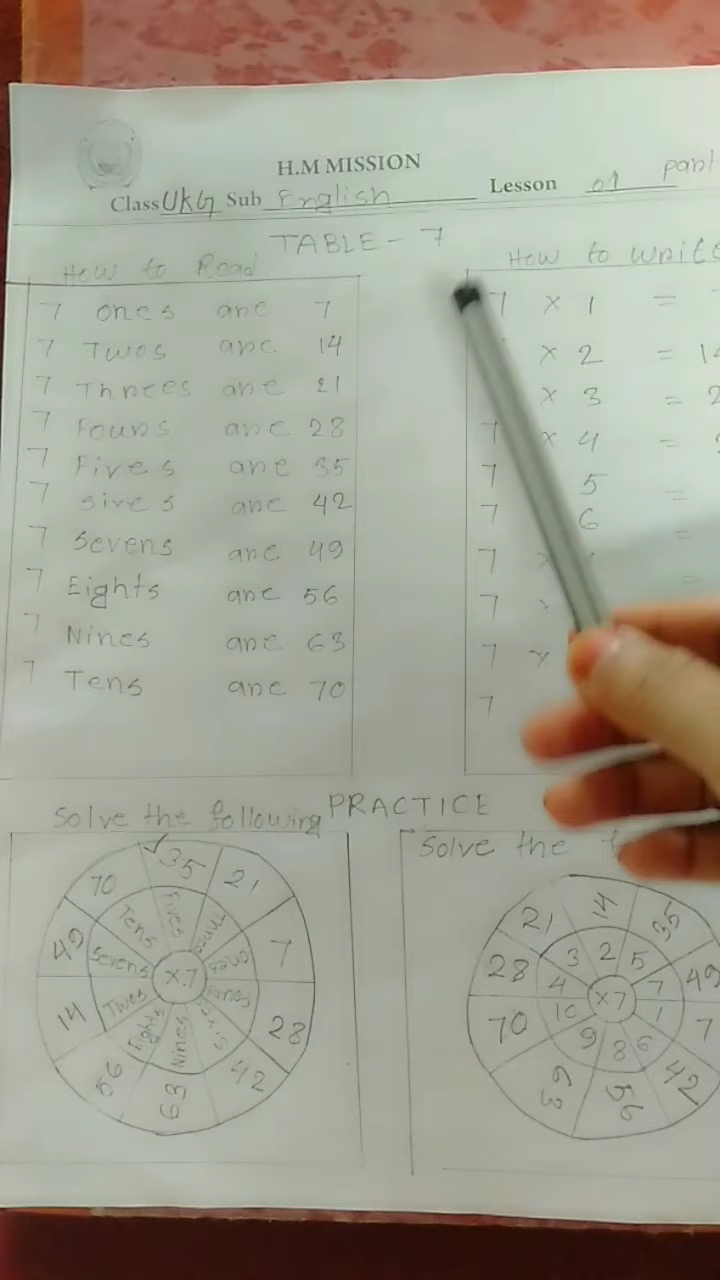 H.M MISSION
Class UKG Sub English Lesson 01 part
TABLE - 7
How to Read
7 ones are 7
7 Twos are 14
7 Threes are 21
7 Fours are 28
7 Fives are 35
7 sixes are 42
7 Sevens are 49
7 Eights are 56
7 Nines are 63
7 Tens are 70
How to write
7 × 1 =
× 2 = 14
× 3 = 2
7 × 4 =
7 5 =
7 6 =
7 ×
7
7 ×
7
PRACTICE
Solve the following
35
21
7
28
42
63
56
14
49
70
Fives
Threes
ones
Fours
Sixes
Nines
Eights
Twos
Sevens
Tens
×7
Solve the
14
35
49
7
42
56
63
70
28
21
2
5
7
1
6
8
9
10
4
3
×7